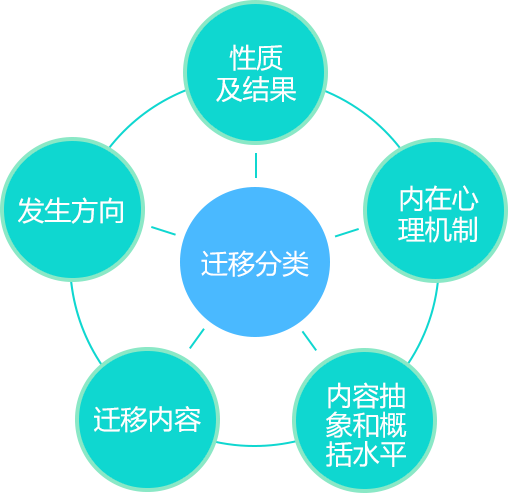 性质
及结果
内在心
理机制
发生方向
迁移分类
迁移内容
内容抽
象和概
括水平